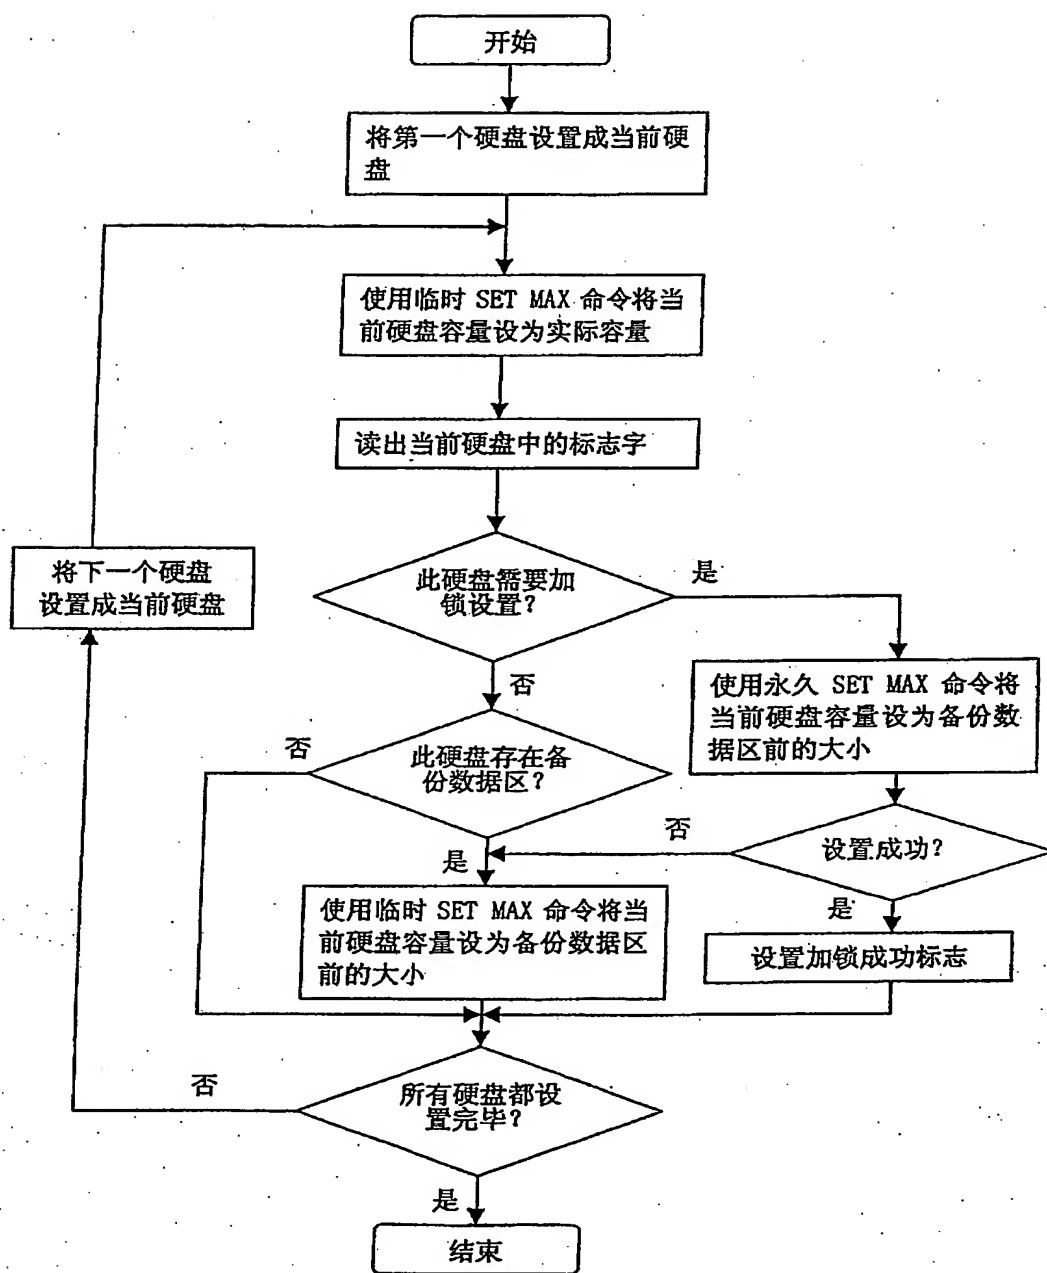 开始
将第一个硬盘设置成当前硬
盘
使用临时 SET MAX 命令将当
前硬盘容量设为实际容量
读出当前硬盘中的标志字
将下一个硬盘
设置成当前硬盘
此硬盘需要加
锁设置?
是
否
使用永久 SET MAX 命令将
当前硬盘容量设为备份数
据区前的大小
否
此硬盘存在备
份数据区?
否
设置成功?
是
使用临时 SET MAX 命令将当
前硬盘容量设为备份数据区
前的大小
是
设置加锁成功标志
否
所有硬盘都设
置完毕?
是
结束